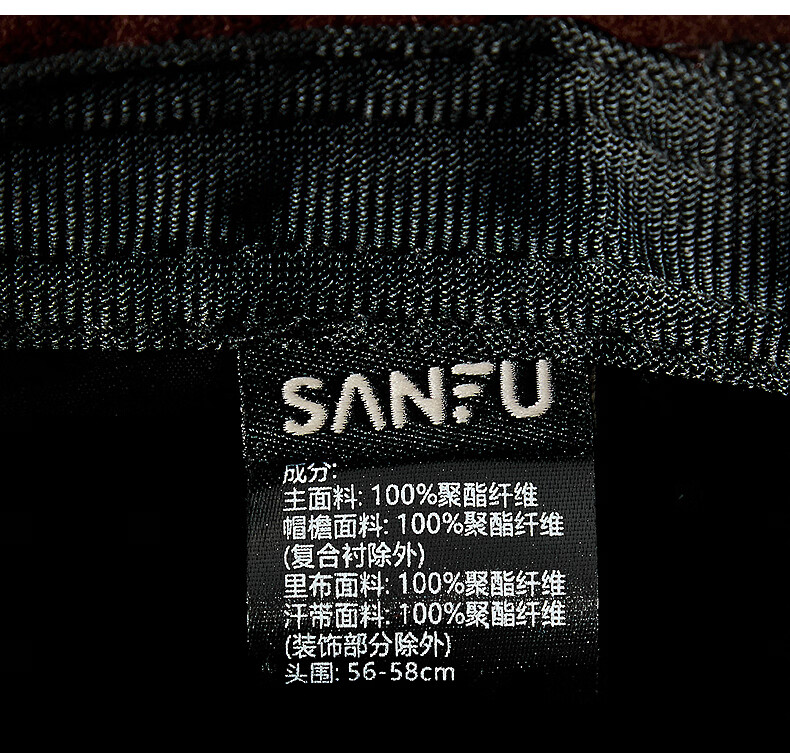 SANFU
成分:
主面料: 100%聚酯纤维
帽檐面料: 100%聚酯纤维
(复合衬除外)
里布面料: 100%聚酯纤维
汗带面料: 100%聚酯纤维
(装饰部分除外)
头围: 56-58cm